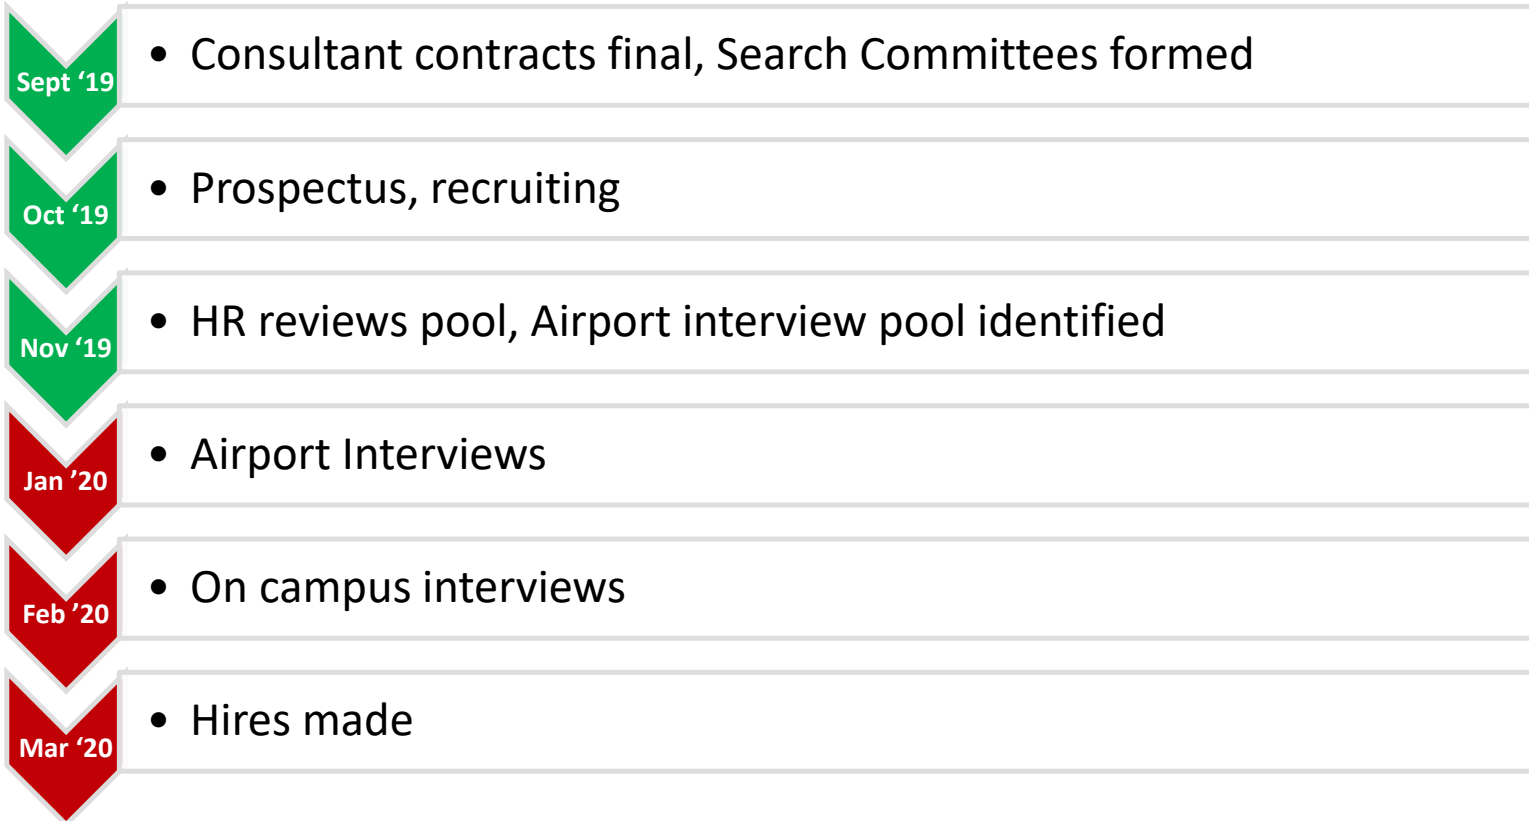 Sept ‘19
• Consultant contracts final, Search Committees formed
Oct ‘19
• Prospectus, recruiting
Nov ‘19
• HR reviews pool, Airport interview pool identified
Jan ’20
• Airport Interviews
Feb ’20
• On campus interviews
Mar ‘20
• Hires made